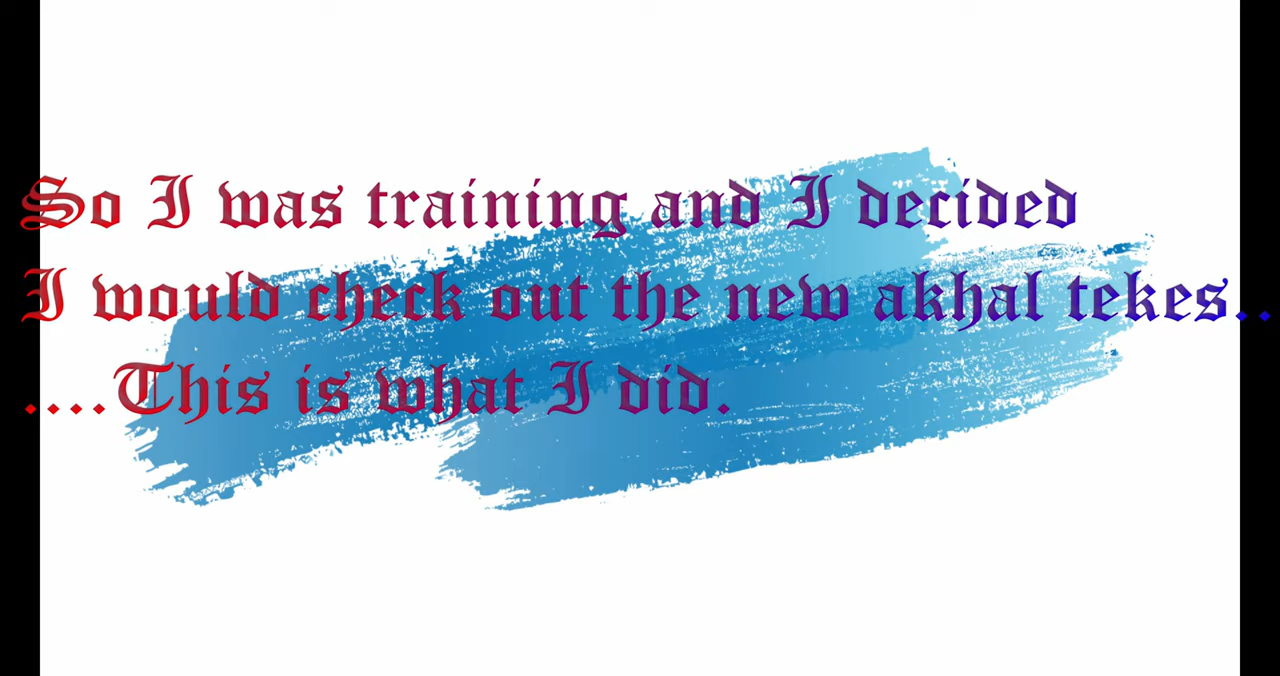 So I was training and I decided
I would check out the new akhal tekes..
....This is what I did.